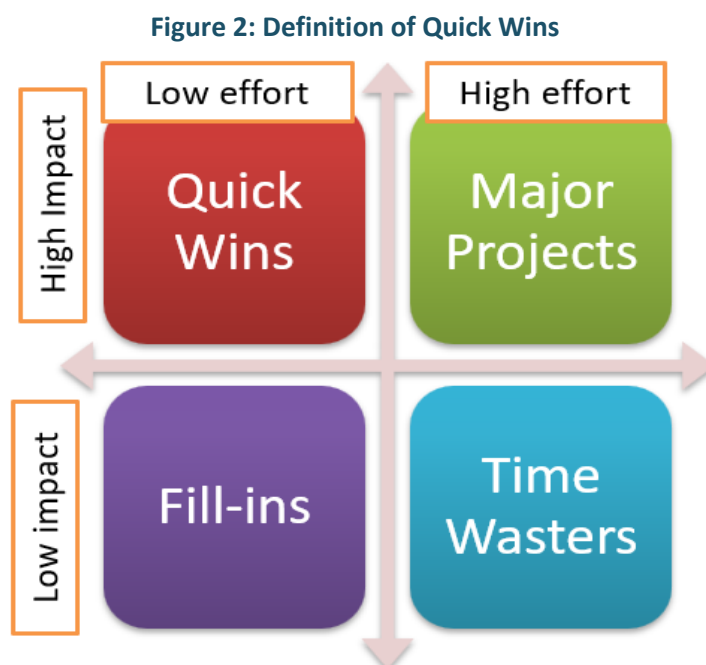 Figure 2: Definition of Quick Wins
Low effort
High effort
High Impact
Quick
Wins
Major
Projects
Low impact
Fill-ins
Time
Wasters